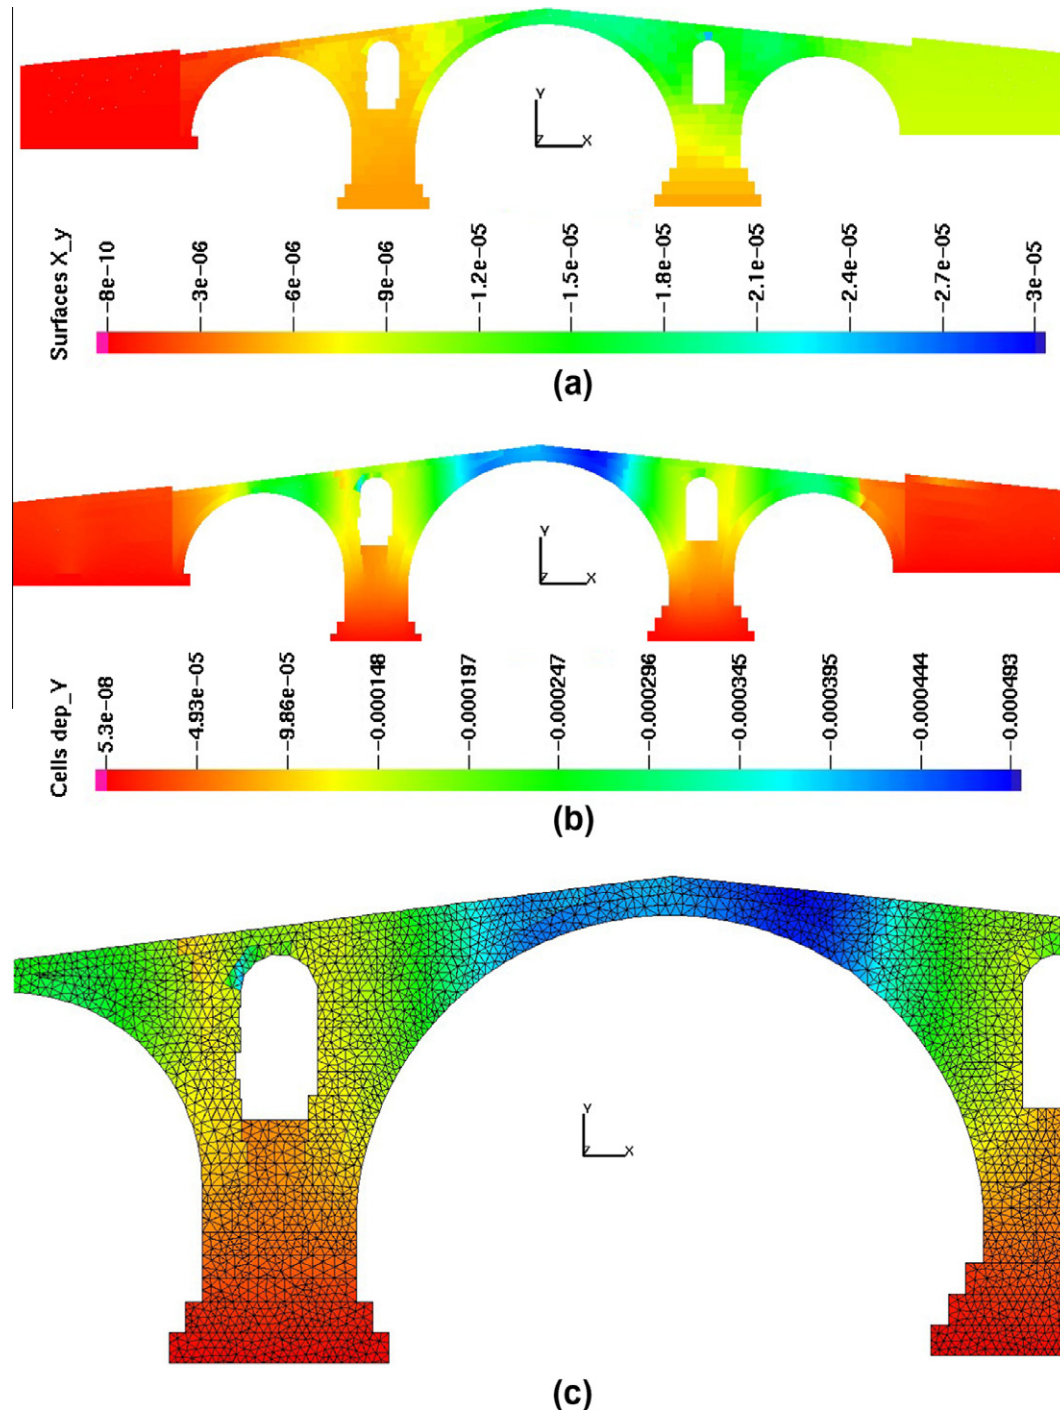 Y
Z X
Surfaces X_y
−8e−10
−3e−06
−6e−06
−9e−06
−1.2e−05
−1.5e−05
−1.8e−05
−2.1e−05
−2.4e−05
−2.7e−05
−3e−05
(a)
Y
Z X
Cells dep_Y
−5.3e−08
−4.93e−05
−9.86e−05
−0.000148
−0.000197
−0.000247
−0.000296
−0.000345
−0.000395
−0.000444
−0.000493
(b)
Y
Z X
(c)